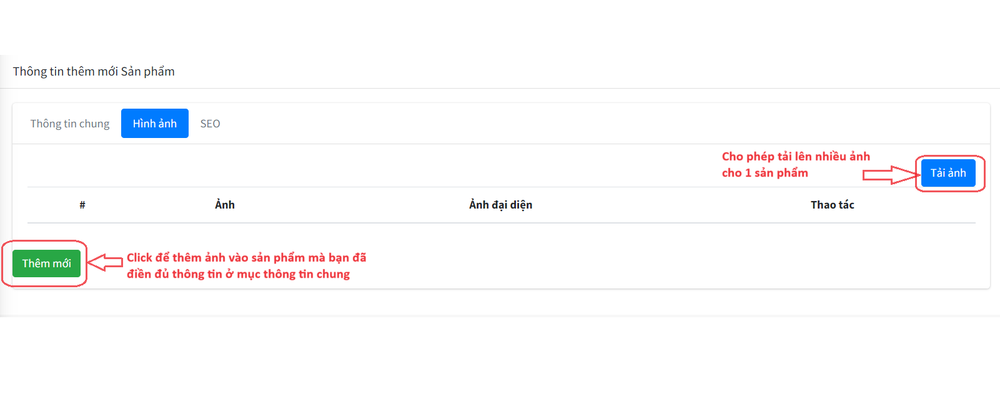 Thông tin thêm mới Sản phẩm
Thông tin chung Hình ảnh SEO
Cho phép tải lên nhiều ảnh
cho 1 sản phẩm
Tải ảnh
# Ảnh Ảnh đại diện Thao tác
Thêm mới
Click để thêm ảnh vào sản phẩm mà bạn đã
điền đủ thông tin ở mục thông tin chung